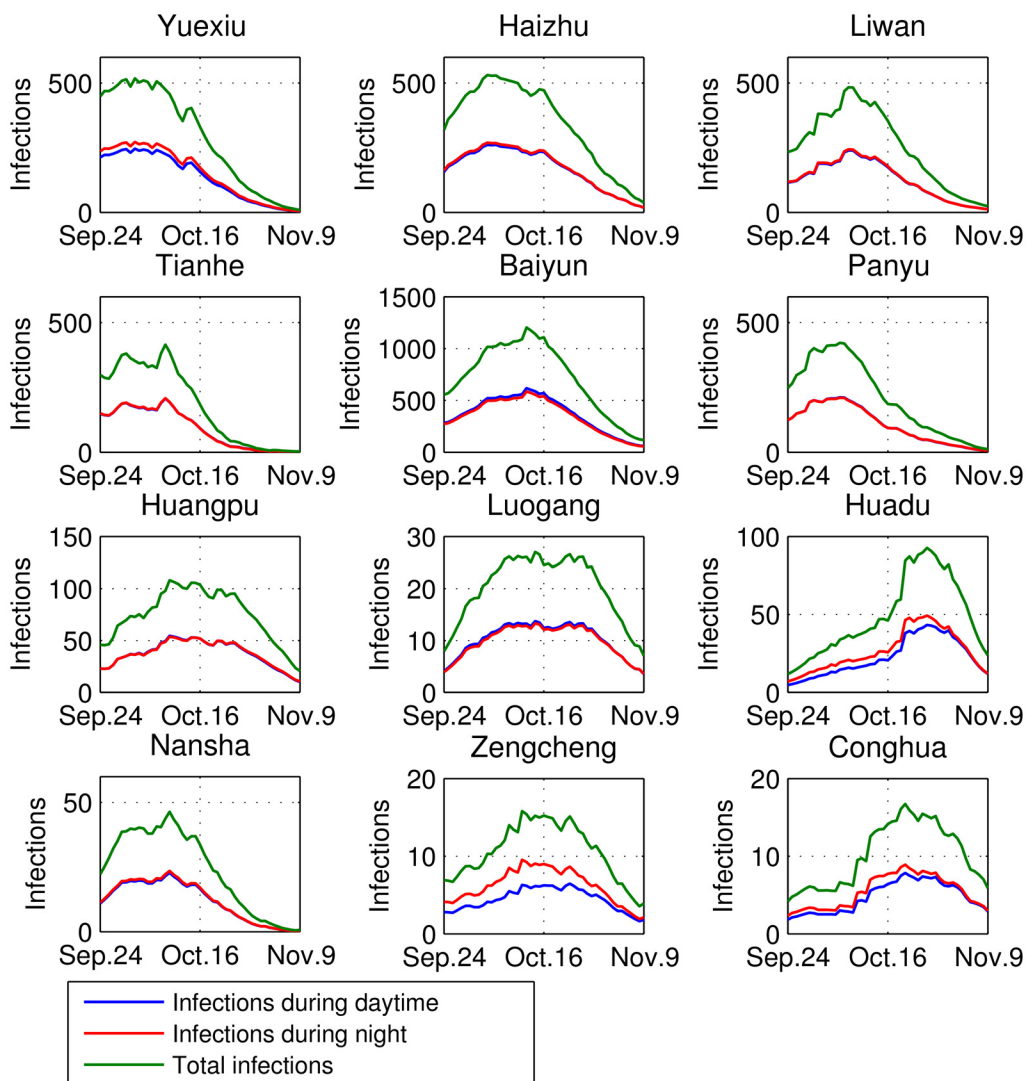 Yuexiu Haizhu Liwan
500 500 500
Infections Infections Infections
0 0 0
Sep.24 Oct.16 Nov.9 Sep.24 Oct.16 Nov.9 Sep.24 Oct.16 Nov.9
Tianhe Baiyun Panyu
500 1500 1000 500 500
Infections Infections Infections
0 0 0
Sep.24 Oct.16 Nov.9 Sep.24 Oct.16 Nov.9 Sep.24 Oct.16 Nov.9
Huangpu Luogang Huadu
150 100 50 30 20 10 100 50
Infections Infections Infections
0 0 0
Sep.24 Oct.16 Nov.9 Sep.24 Oct.16 Nov.9 Sep.24 Oct.16 Nov.9
Nansha Zengcheng Conghua
50 20 10 20 10
Infections Infections Infections
0 0 0
Sep.24 Oct.16 Nov.9 Sep.24 Oct.16 Nov.9 Sep.24 Oct.16 Nov.9
Infections during daytime
Infections during night
Total infections